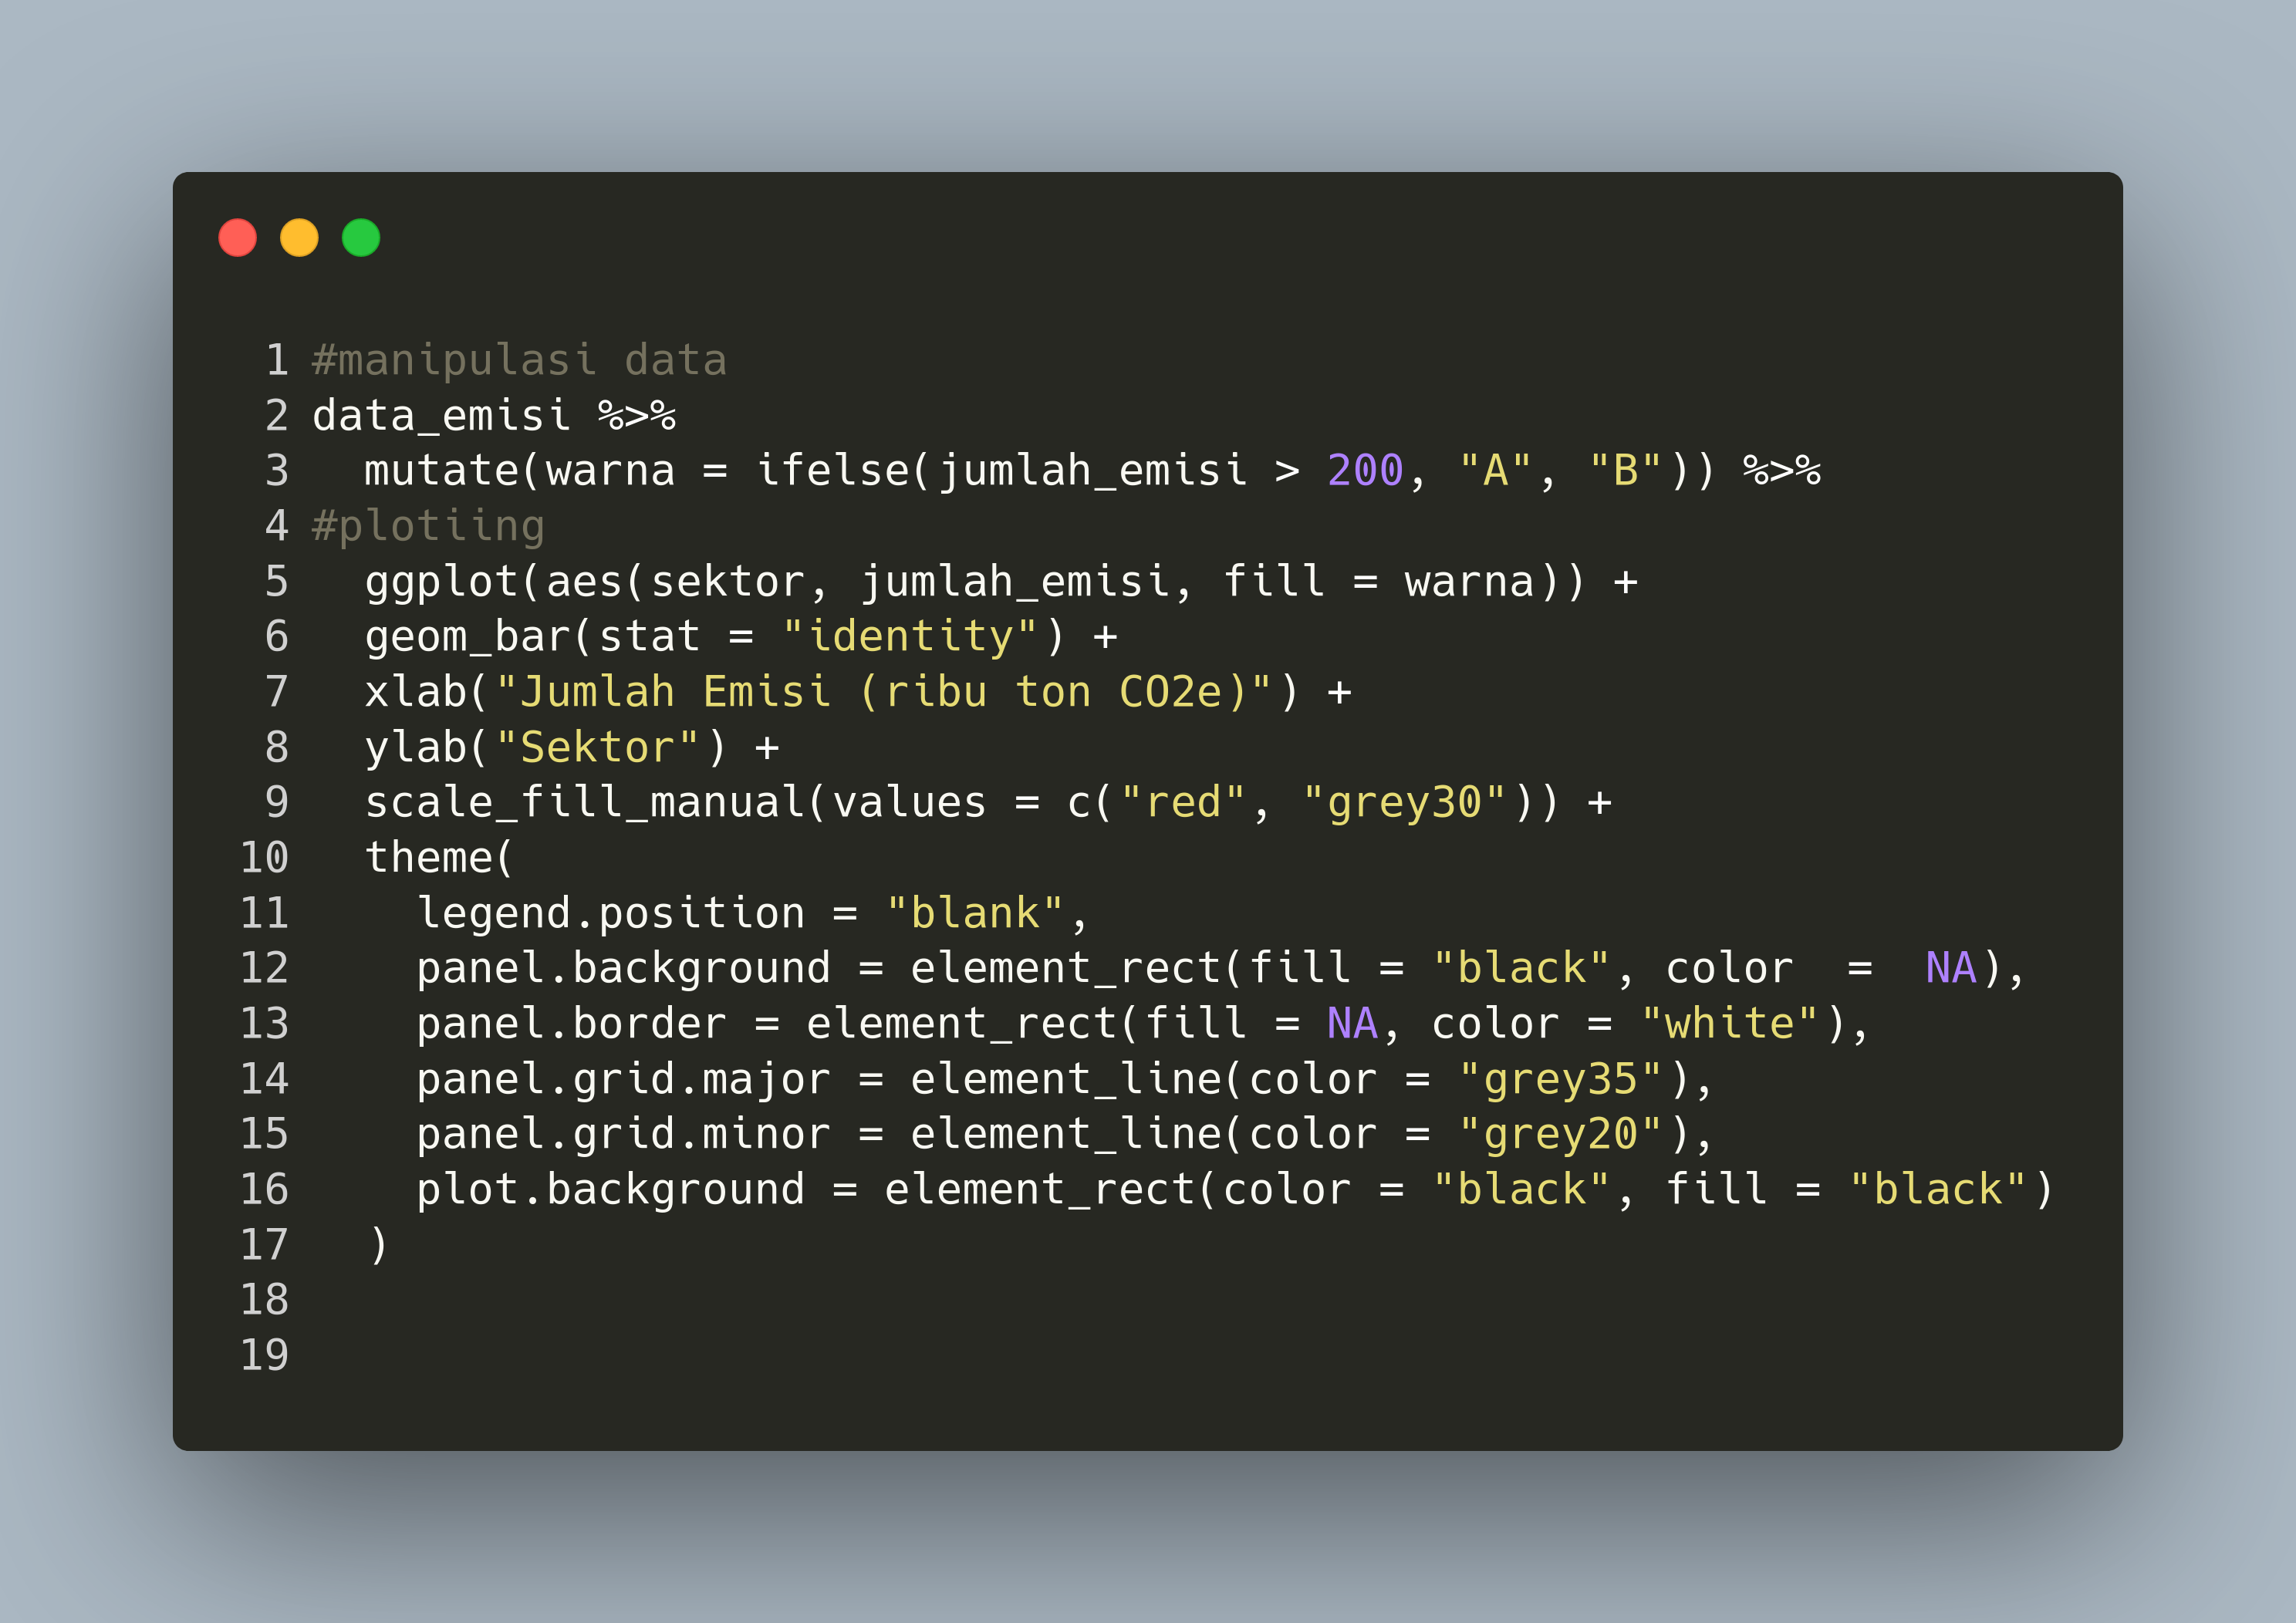 1 #manipulasi data
2 data_emisi %>%
3   mutate(warna = ifelse(jumlah_emisi > 200, "A", "B")) %>%
4 #plotiing
5   ggplot(aes(sektor, jumlah_emisi, fill = warna)) +
6   geom_bar(stat = "identity") +
7   xlab("Jumlah Emisi (ribu ton CO2e)") +
8   ylab("Sektor") +
9   scale_fill_manual(values = c("red", "grey30")) +
10   theme(
11     legend.position = "blank",
12     panel.background = element_rect(fill = "black", color  =  NA),
13     panel.border = element_rect(fill = NA, color = "white"),
14     panel.grid.major = element_line(color = "grey35"),
15     panel.grid.minor = element_line(color = "grey20"),
16     plot.background = element_rect(color = "black", fill = "black")
17   )
18
19